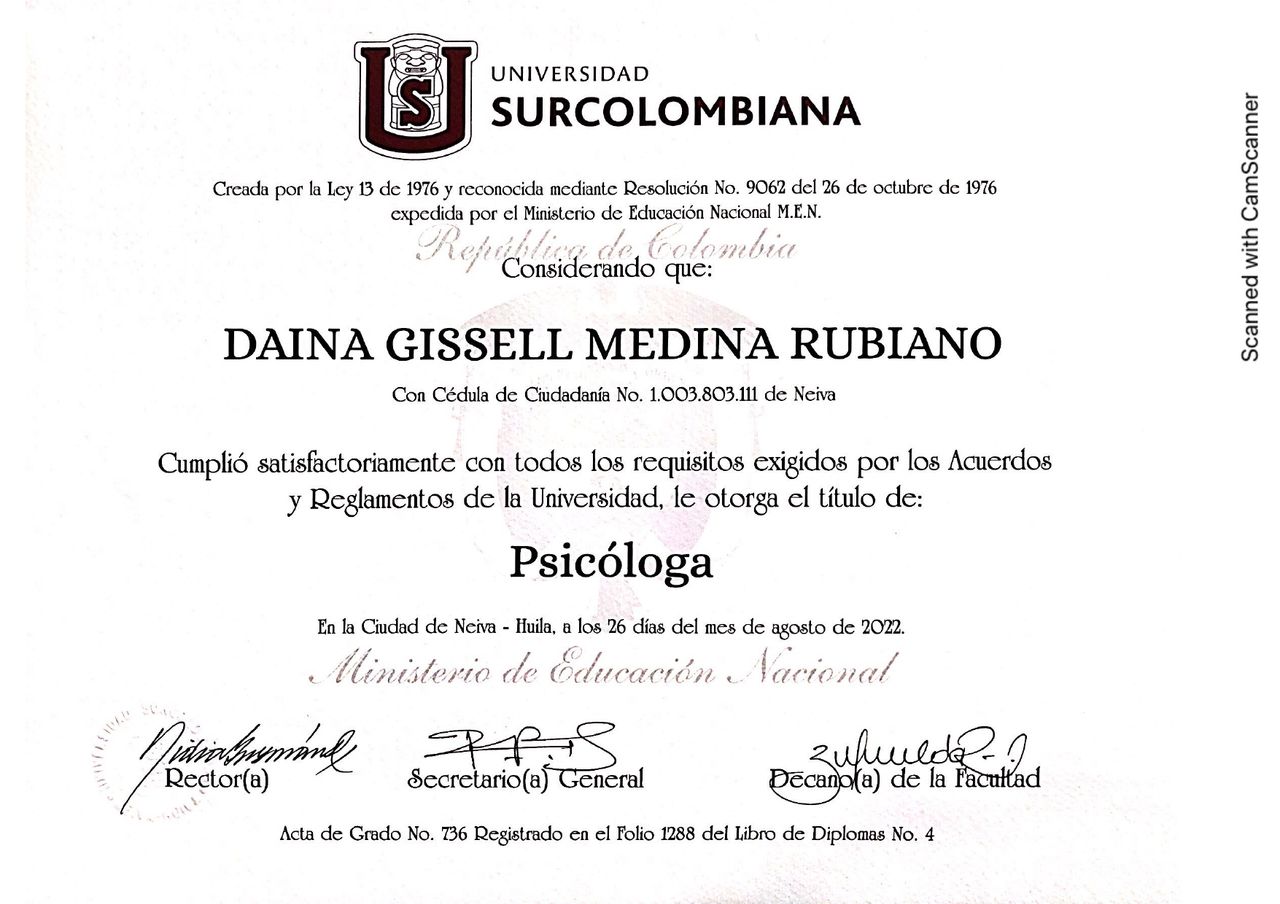 UNIVERSIDAD
SURCOLOMBIANA
Creada por la Ley 13 de 1976 y reconocida mediante Resolución No. 9062 del 26 de octubre de 1976
expedida por el Ministerio de Educación Nacional M.E.N.
República de Colombia
Considerando que:
DAINA GISSELL MEDINA RUBIANO
Con Cédula de Ciudadanía No. 1.003.803.111 de Neiva
Cumplió satisfactoriamente con todos los requisitos exigidos por los Acuerdos
y Reglamentos de la Universidad, le otorga el título de:
Psicóloga
En la Ciudad de Neiva - Huila, a los 26 días del mes de agosto de 2022.
Ministerio de Educación Nacional
Rector(a)
Secretario(a) General
Decano(a) de la Facultad
Acta de Grado No. 736 Registrado en el Folio 1288 del Libro de Diplomas No. 4
Scanned with CamScanner